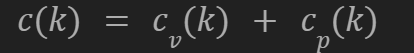 c(k) = c_v(k) + c_p(k)